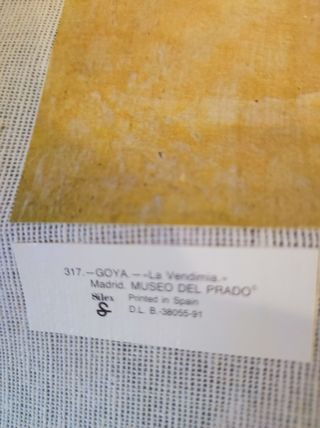 317.—GOYA.—«La Vendimia.»
Madrid. MUSEO DEL PRADO©
Silex
Printed in Spain
D.L. B.-38055-91